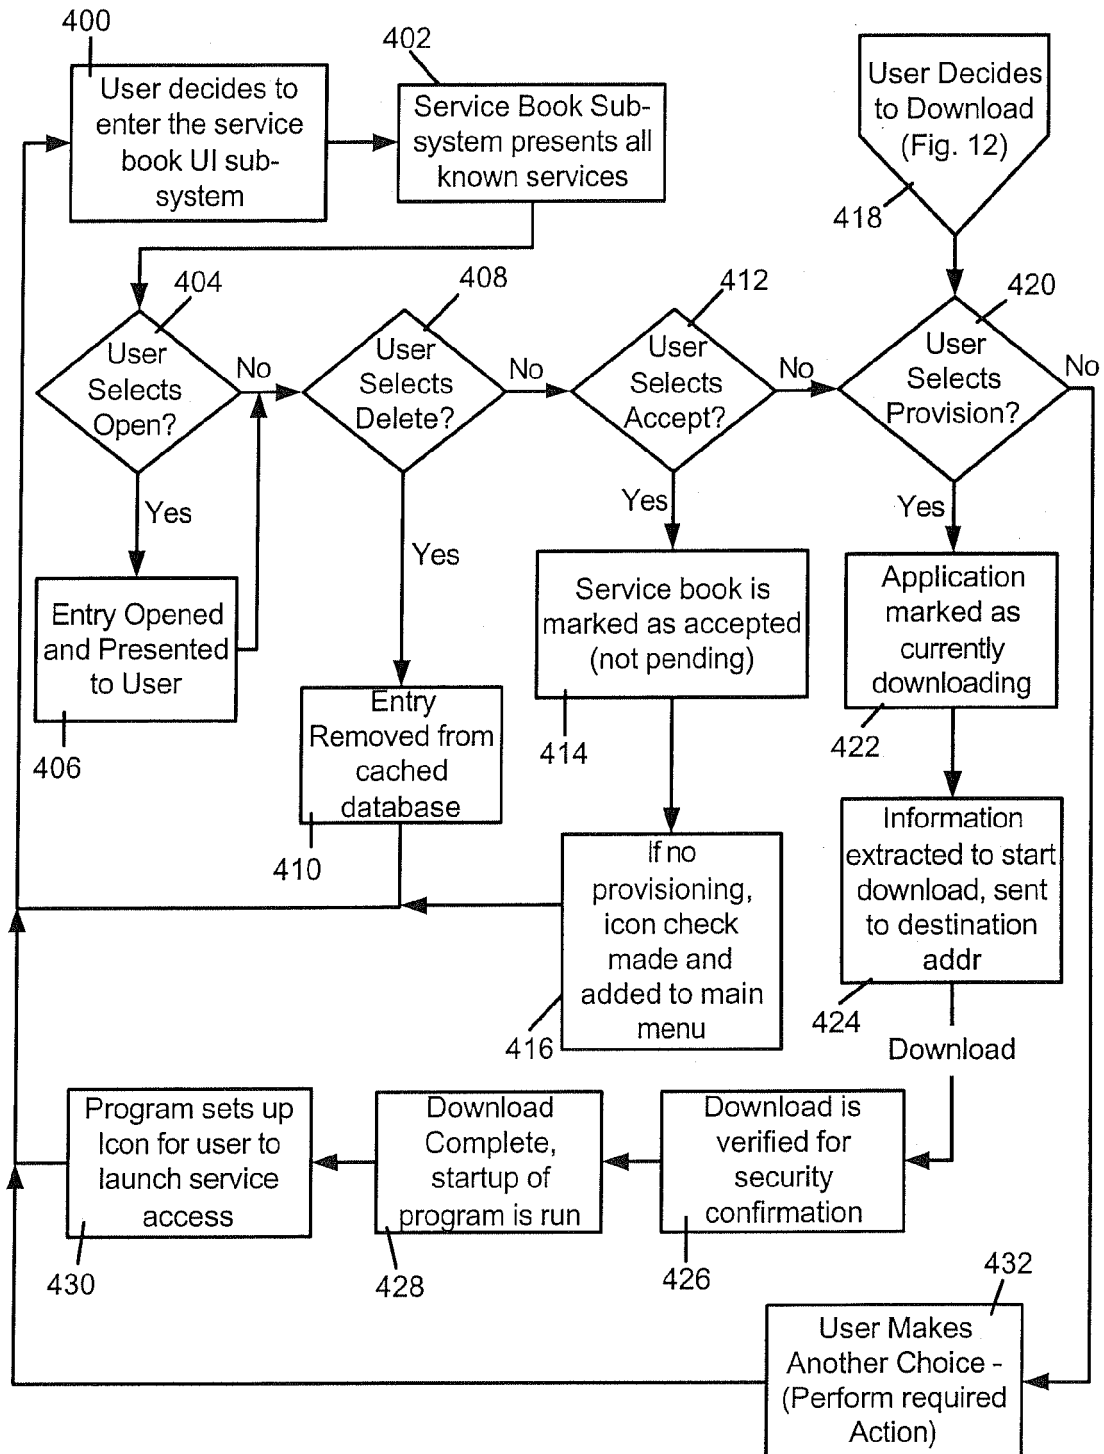 400
User decides to
enter the service
book UI sub-
system
402
Service Book Sub-
system presents all
known services
User Decides
to Download
(Fig. 12)
418
404
User
Selects
Open?
No
Yes
408
User
Selects
Delete?
No
Yes
412
User
Selects
Accept?
No
Yes
420
User
Selects
Provision?
No
Yes
Entry Opened
and Presented
to User
406
Entry
Removed from
cached
database
410
Service book is
marked as accepted
(not pending)
414
If no
provisioning,
icon check
made and
added to main
menu
416
Application
marked as
currently
downloading
422
Information
extracted to start
download, sent
to destination
addr
424
Download
Download is
verified for
security
confirmation
426
Download
Complete,
startup of
program is run
428
Program sets up
Icon for user to
launch service
access
430
432
User Makes
Another Choice -
(Perform required
Action)